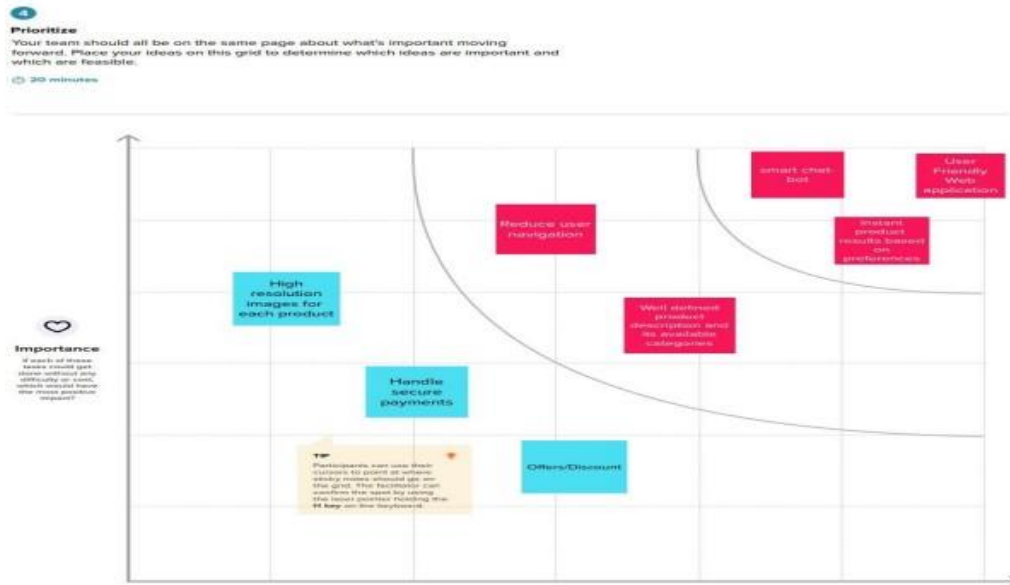 4
Prioritize
Your team should all be on the same page about what's important moving
forward. Place your ideas on this grid to determine which ideas are important and
which are feasible.
20 minutes
smart chat-
bot
User
Friendly
Web
application
Reduce user
navigation
Instant
product
results based
on
preferences
High
resolution
images for
each product
Well defined
product
description and
its available
categories
Importance
If each of these
tasks could get
done without any
difficulty or cost,
which would have
the most positive
impact?
Handle
secure
payments
TIP
Participants can use their
cursors to point at where
sticky notes should go on
the grid. The facilitator can
confirm the spot by using
the laser pointer holding the
H key on the keyboard.
Offers/Discount